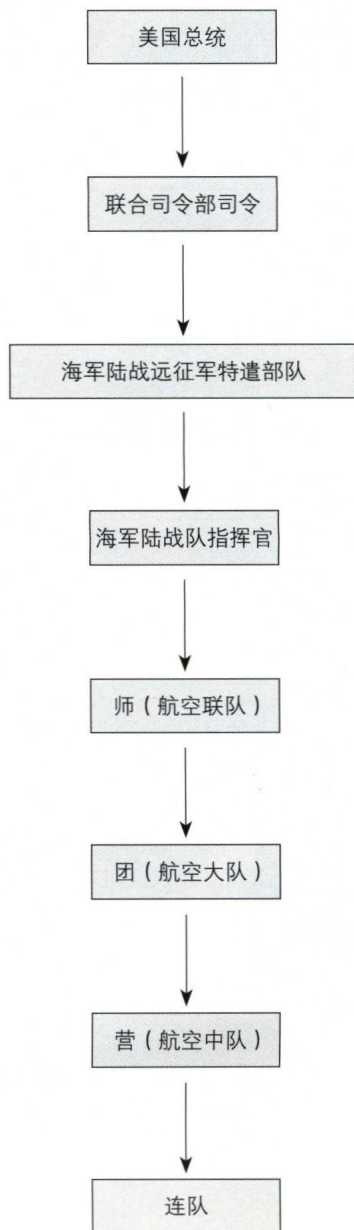 美国总统
联合司令部司令
海军陆战远征军特遣部队
海军陆战队指挥官
师（航空联队）
团（航空大队）
营（航空中队）
连队